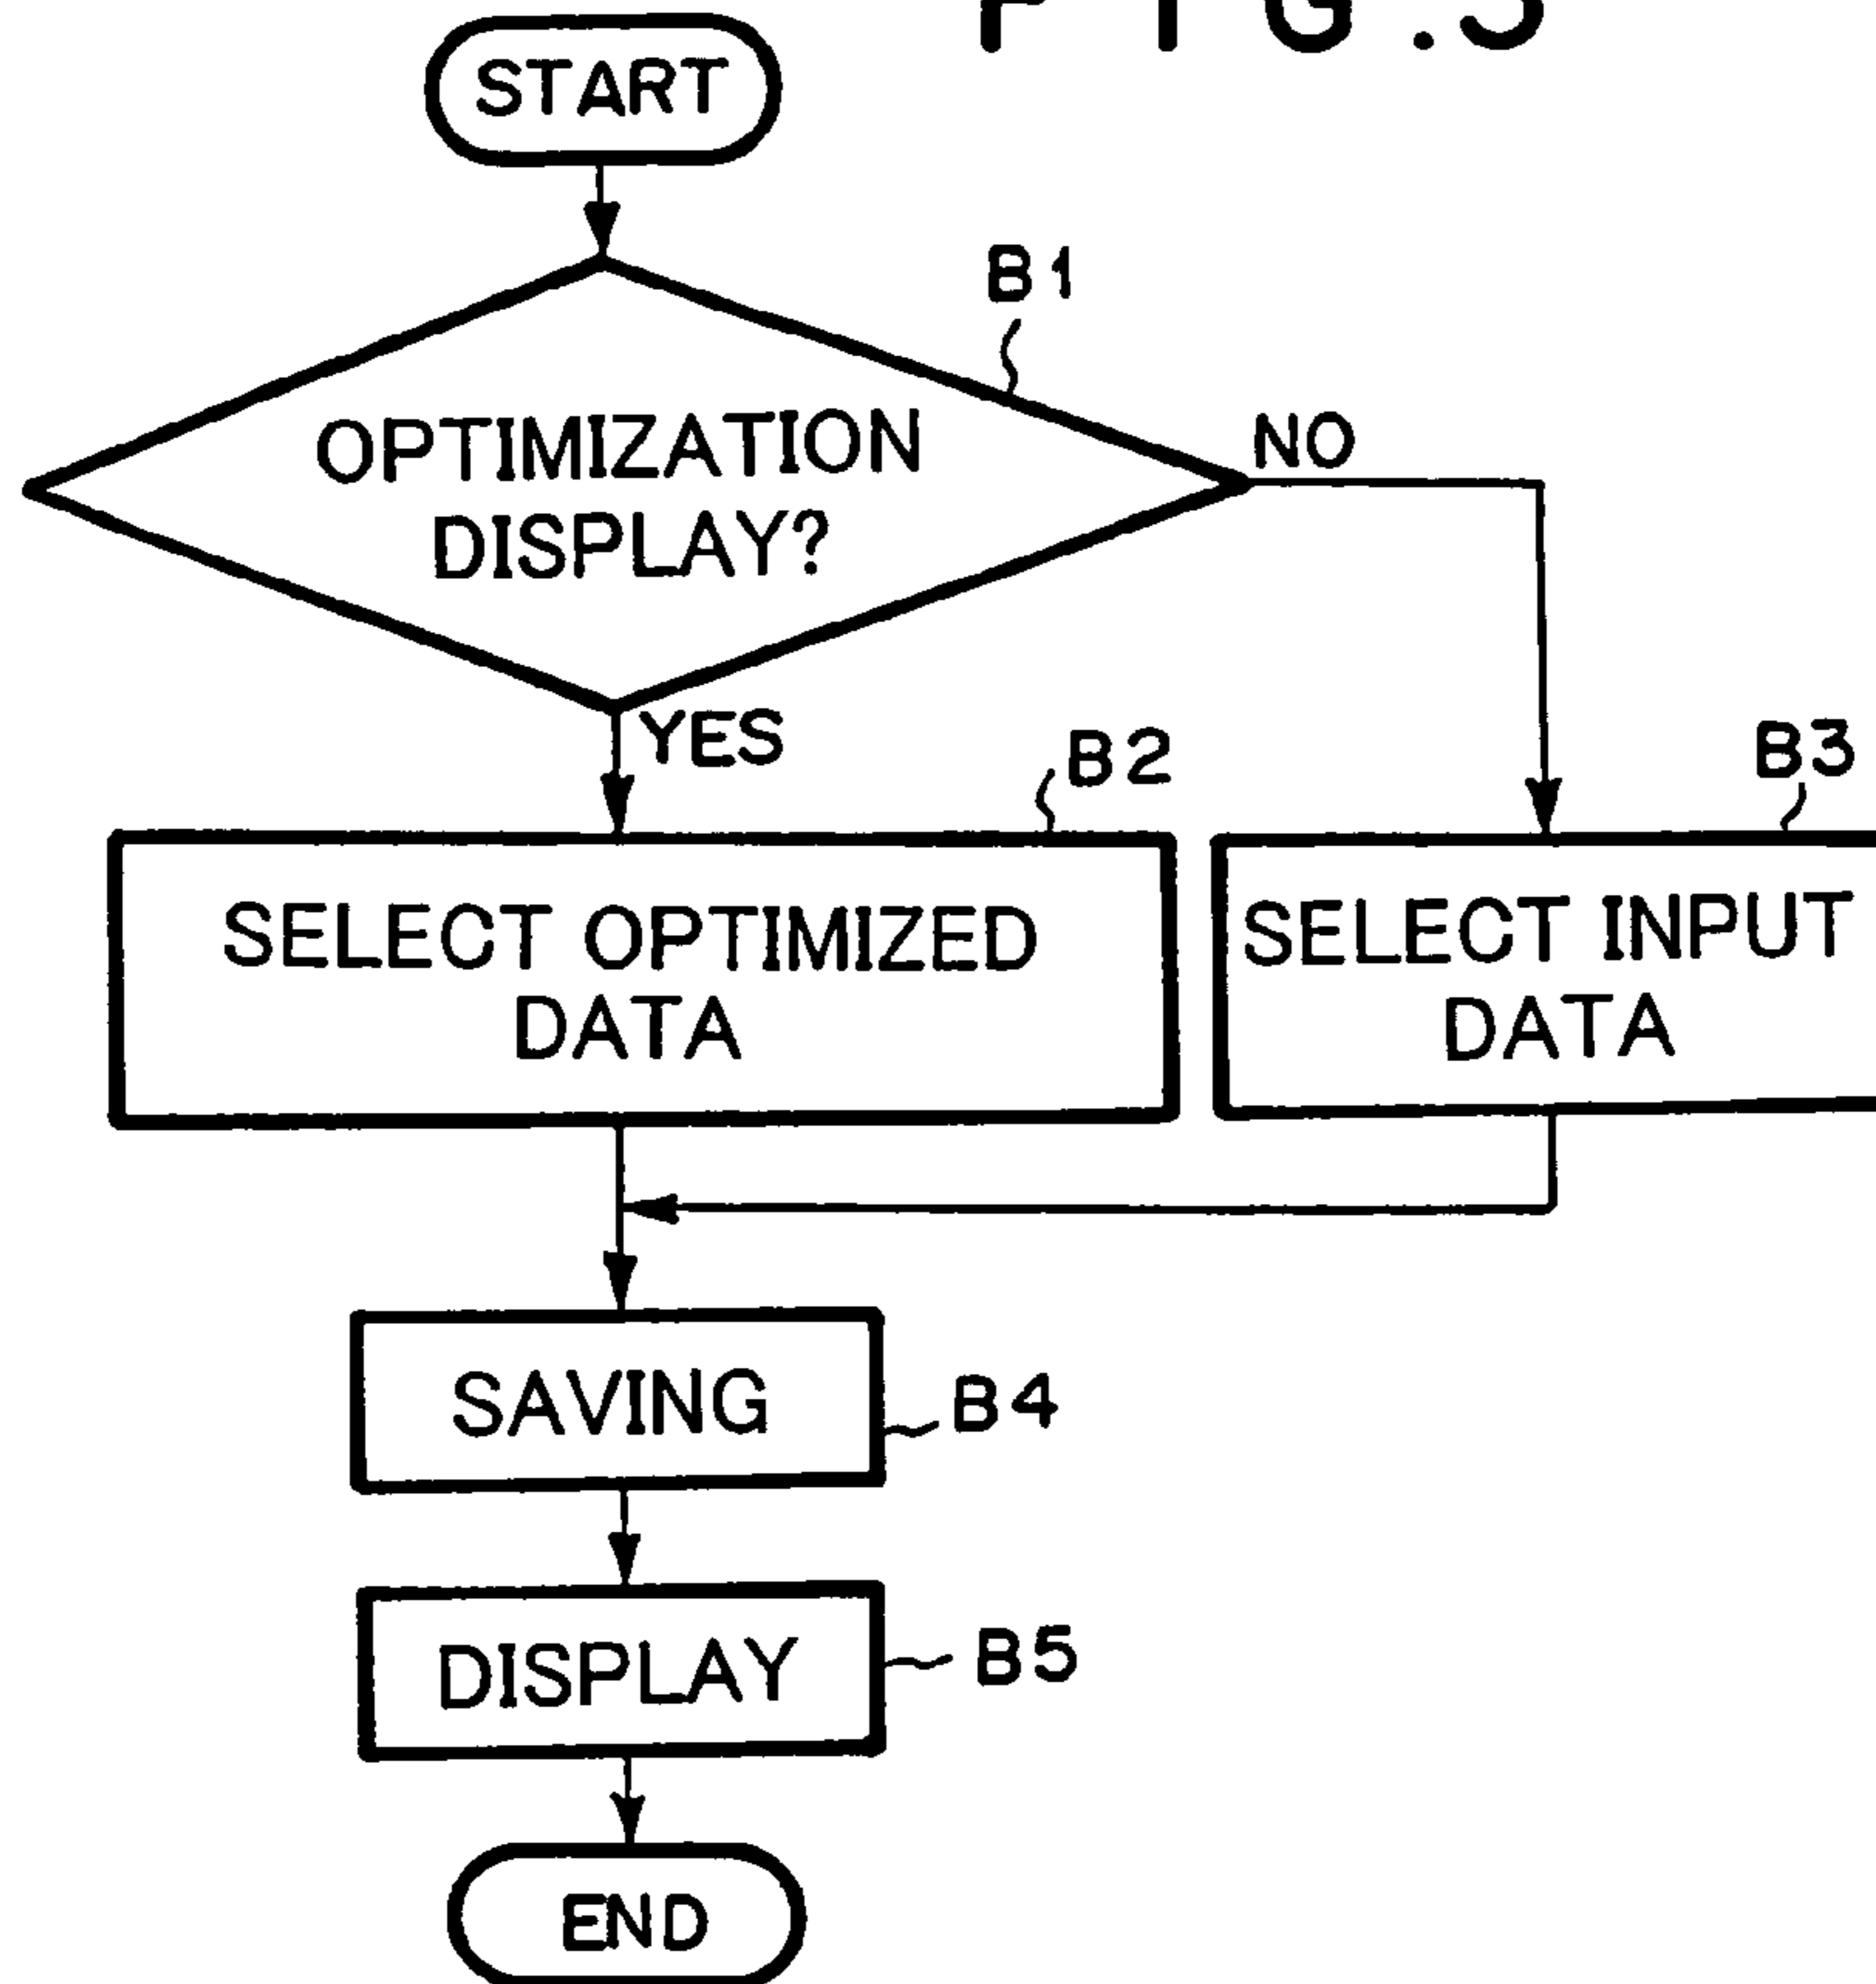 FIG.
START
B1
OPTIMIZATION
DISPLAY?
NO
YES
B2
B3
SELECT OPTIMIZED
DATA
SELECT INPUT
DATA
SAVING
B4
DISPLAY
B5
END